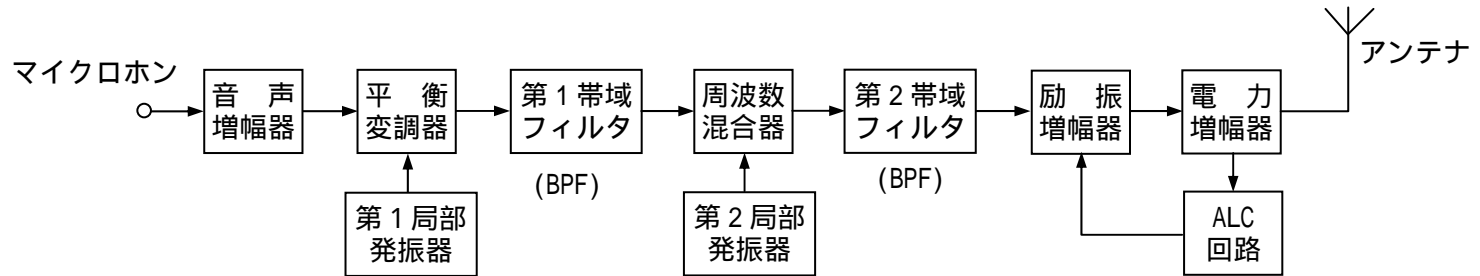 マイクロホン
アンテナ
音 声
増幅器
平 衡
変調器
第1帯域
フィルタ
(BPF)
周波数
混合器
第2帯域
フィルタ
(BPF)
励 振
増幅器
電 力
増幅器
第1局部
発振器
第2局部
発振器
ALC
回路